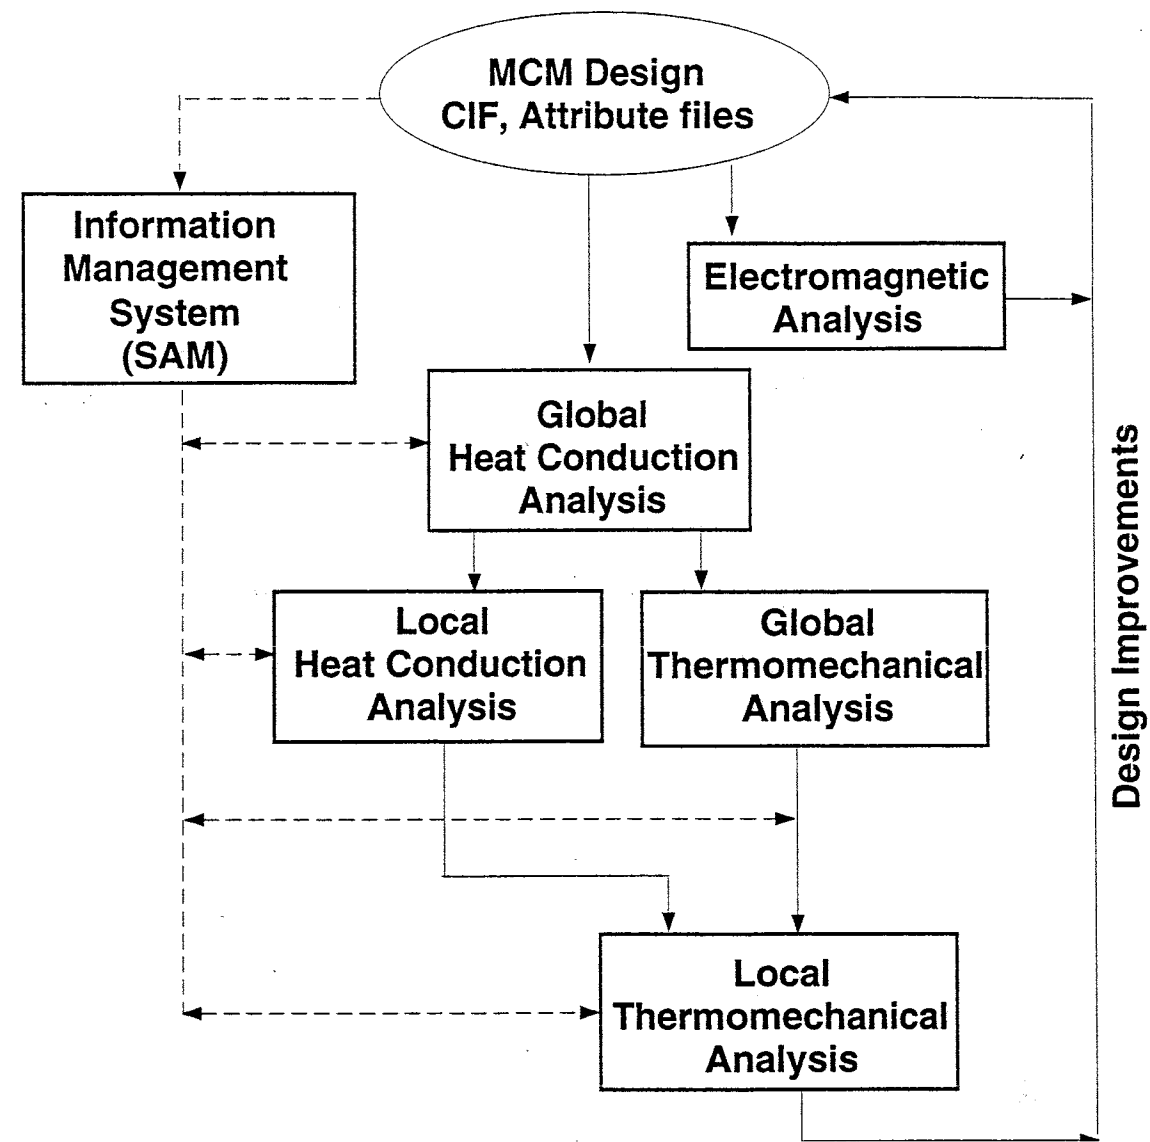 MCM Design
CIF, Attribute files
Information
Management
System
(SAM)
Electromagnetic
Analysis
Global
Heat Conduction
Analysis
Local
Heat Conduction
Analysis
Global
Thermomechanical
Analysis
Design Improvements
Local
Thermomechanical
Analysis